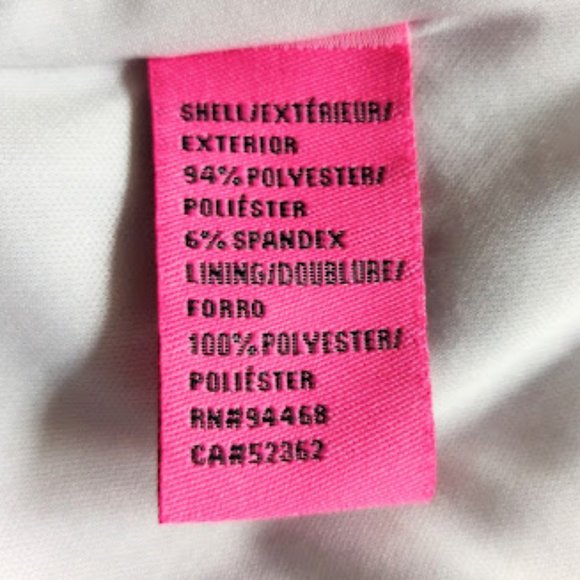 SHELL/EXTÉRIEUR/
EXTERIOR
94% POLYESTER/
POLIÉSTER
6% SPANDEX
LINING/DOUBLURE/
FORRO
100% POLYESTER/
POLIÉSTER
RN#94468
CA#52362